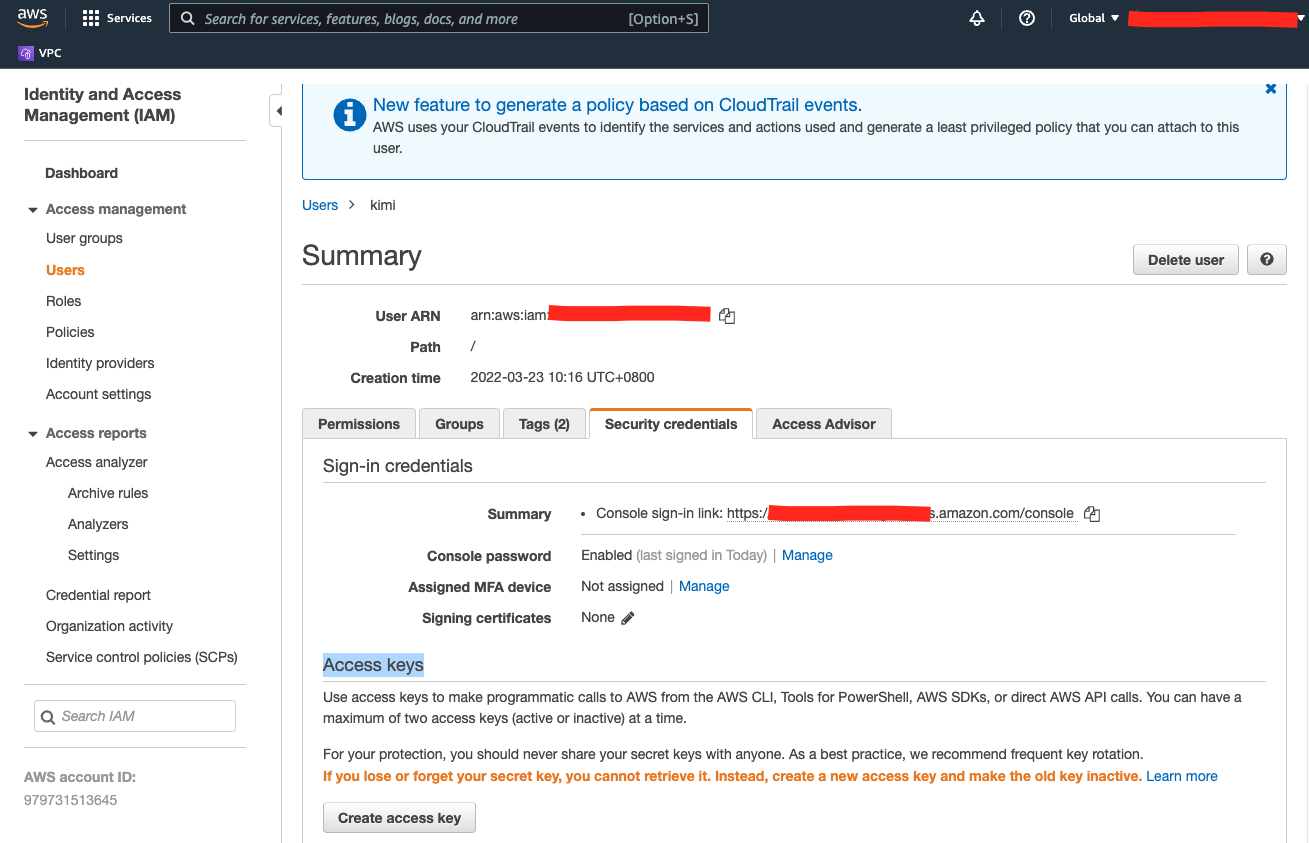 aws
Services
Search for services, features, blogs, docs, and more
[Option+S]
Global
VPC
Identity and Access
Management (IAM)
Dashboard
Access management
User groups
Users
Roles
Policies
Identity providers
Account settings
Access reports
Access analyzer
Archive rules
Analyzers
Settings
Credential report
Organization activity
Service control policies (SCPs)
Search IAM
AWS account ID:
979731513645
New feature to generate a policy based on CloudTrail events.
AWS uses your CloudTrail events to identify the services and actions used and generate a least privileged policy that you can attach to this
user.
Users > kimi
Summary
Delete user
User ARN arn:aws:iam:
Path /
Creation time 2022-03-23 10:16 UTC+0800
Permissions Groups Tags (2) Security credentials Access Advisor
Sign-in credentials
Summary • Console sign-in link: https:/ s.amazon.com/console
Console password Enabled (last signed in Today) | Manage
Assigned MFA device Not assigned | Manage
Signing certificates None
Access keys
Use access keys to make programmatic calls to AWS from the AWS CLI, Tools for PowerShell, AWS SDKs, or direct AWS API calls. You can have a
maximum of two access keys (active or inactive) at a time.
For your protection, you should never share your secret keys with anyone. As a best practice, we recommend frequent key rotation.
If you lose or forget your secret key, you cannot retrieve it. Instead, create a new access key and make the old key inactive. Learn more
Create access key